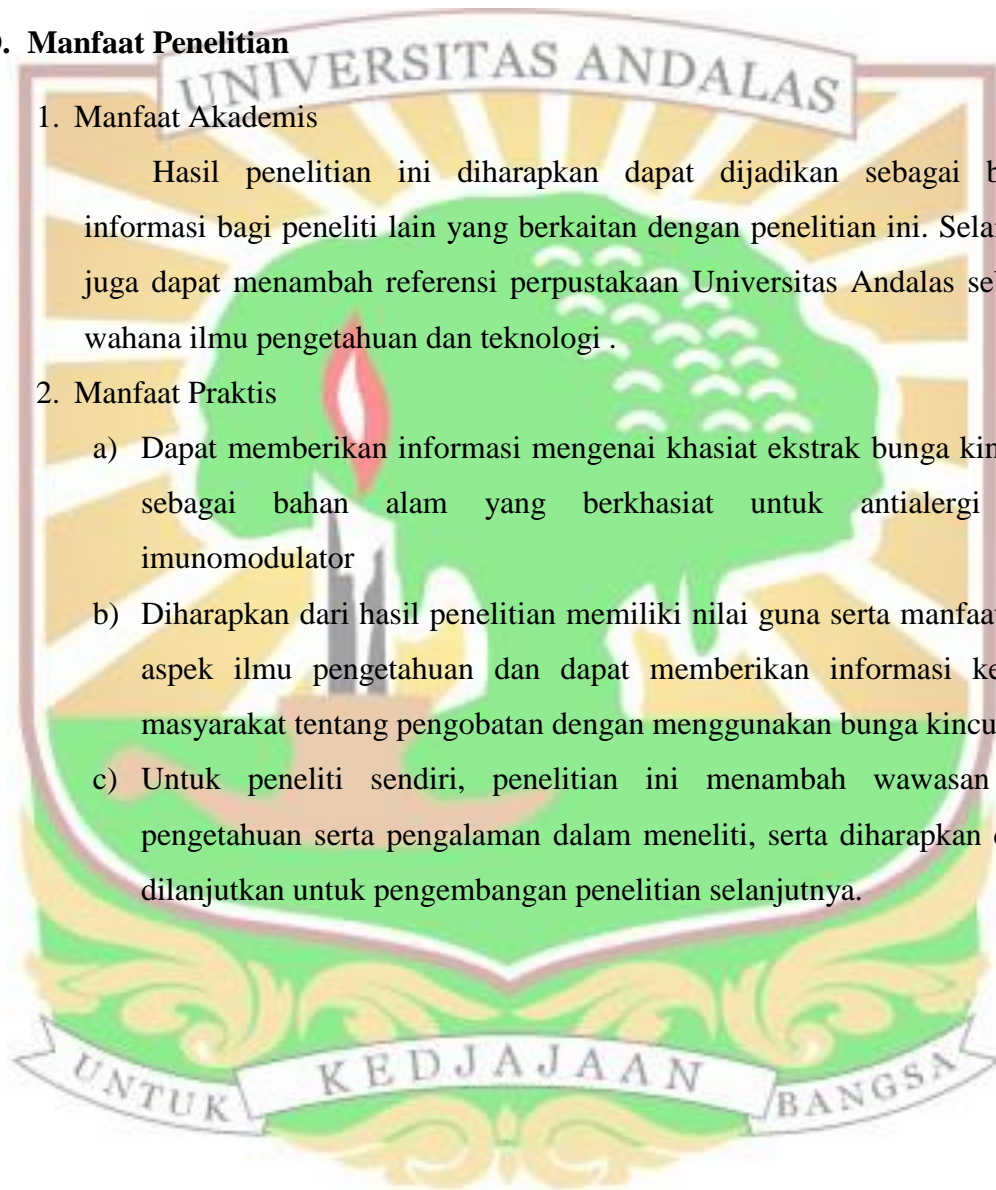 . Manfaat Penelitian
UNIVERSITAS ANDALAS
1. Manfaat Akademis
Hasil penelitian ini diharapkan dapat dijadikan sebagai
informasi bagi peneliti lain yang berkaitan dengan penelitian ini.
juga dapat menambah referensi perpustakaan Universitas Andalas
wahana ilmu pengetahuan dan teknologi .
2. Manfaat Praktis
a) Dapat memberikan informasi mengenai khasiat ekstrak bunga
sebagai bahan alam yang berkhasiat untuk antialergi
imunomodulator
b) Diharapkan dari hasil penelitian memiliki nilai guna serta manfaat
aspek ilmu pengetahuan dan dapat memberikan informasi
masyarakat tentang pengobatan dengan menggunakan bunga
c) Untuk peneliti sendiri, penelitian ini menambah wawasan
pengetahuan serta pengalaman dalam meneliti, serta diharapkan
dilanjutkan untuk pengembangan penelitian selanjutnya.
UNTUK KEDJAJAAN BANGSA